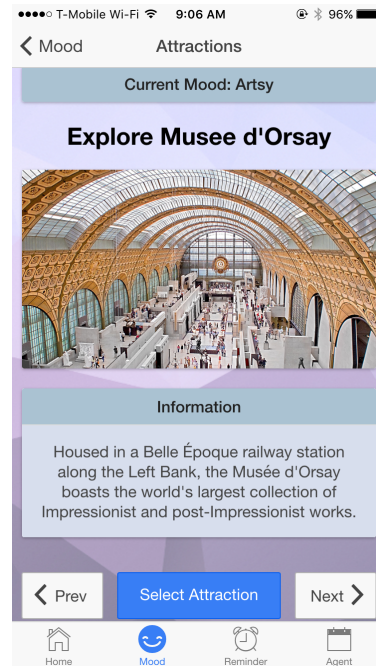 T-Mobile Wi-Fi 9:06 AM 96%
Mood Attractions
Current Mood: Artsy
Explore Musee d'Orsay
Information
Housed in a Belle Époque railway station
along the Left Bank, the Musée d'Orsay
boasts the world's largest collection of
Impressionist and post-Impressionist works.
Prev Select Attraction Next
Home Mood Reminder Agent